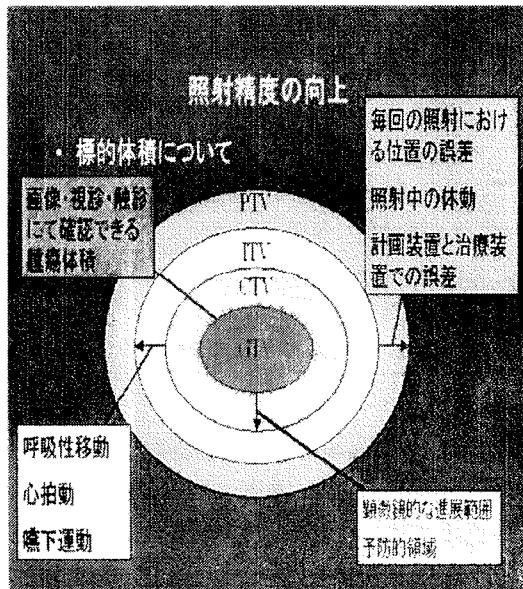 照射精度の向上
・ 標的体積について
画像・視診・触診
にて確認できる
腫瘍体積
毎回の照射におけ
る位置の誤差
照射中の体動
計画装置と治療装
置での誤差
PTV
ITV
CTV
GTV
呼吸性移動
心拍動
嚥下運動
顕微鏡的な進展範囲
予防的領域